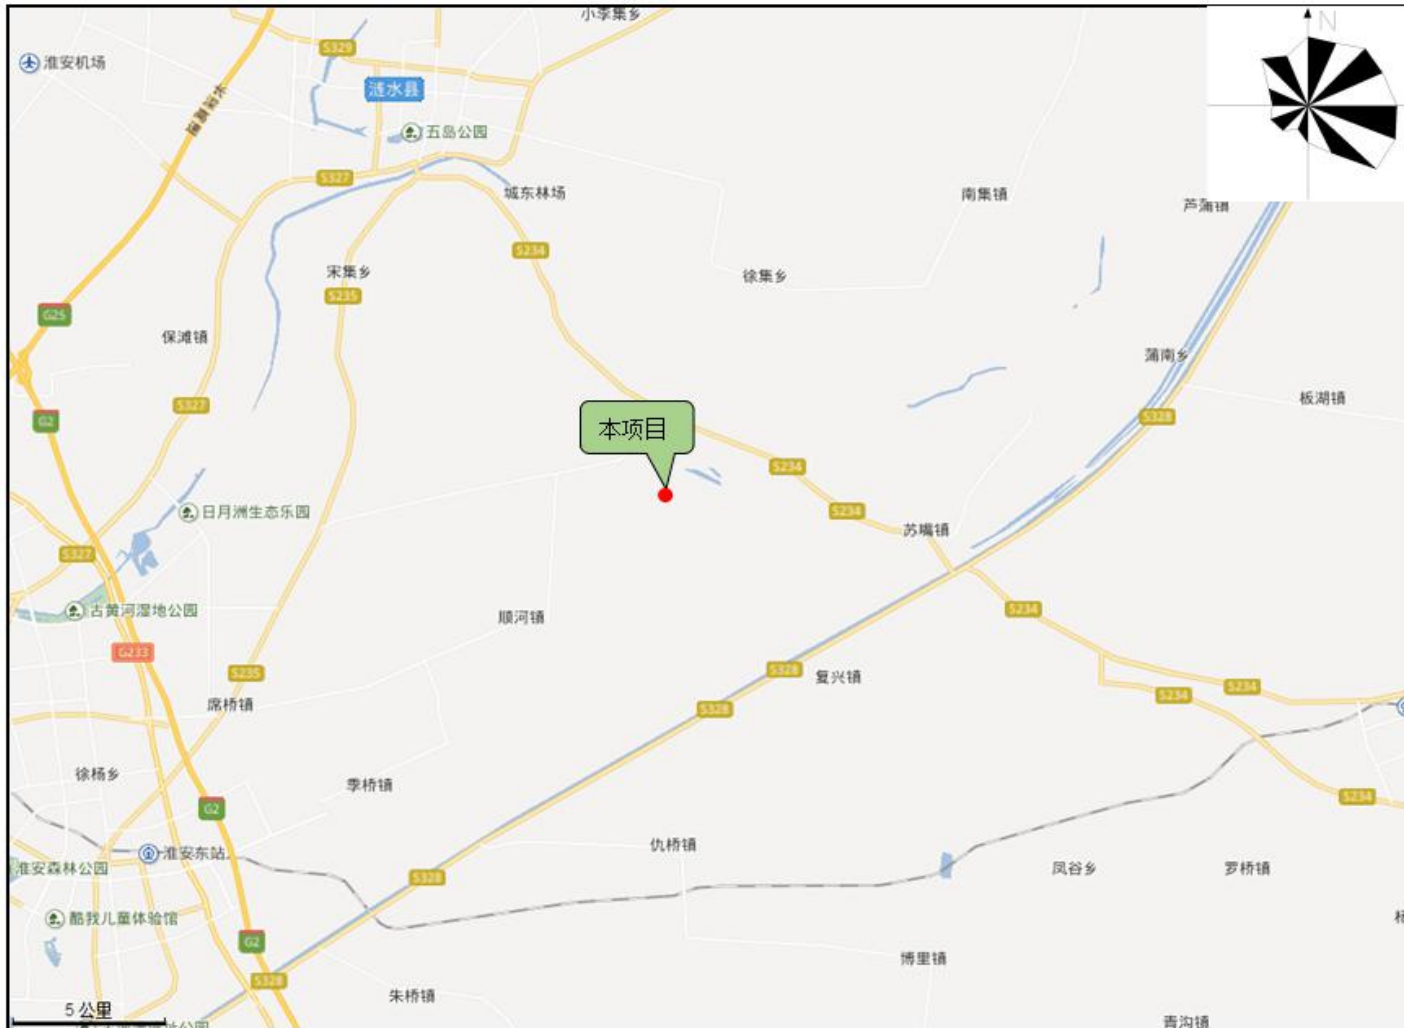 小李集乡
N
S329
淮安机场
涟水县
长深高速
五岛公园
S327
城东林场
南集镇
芦蒲镇
S234
宋集乡
徐集乡
S235
G25
保滩镇
蒲南乡
板湖镇
S327
G2
S328
本项目
S234
日月洲生态乐园
S234
苏嘴镇
S327
古黄河湿地公园
S234
顺河镇
G233
S235
S328
复兴镇
S234
S234
席桥镇
S328
徐杨乡
季桥镇
S234
G2
仇桥镇
淮安东站
淮安森林公园
凤谷乡
罗桥镇
S328
酷我儿童体验馆
G2
博里镇
S328
朱桥镇
5 公里
青沟镇